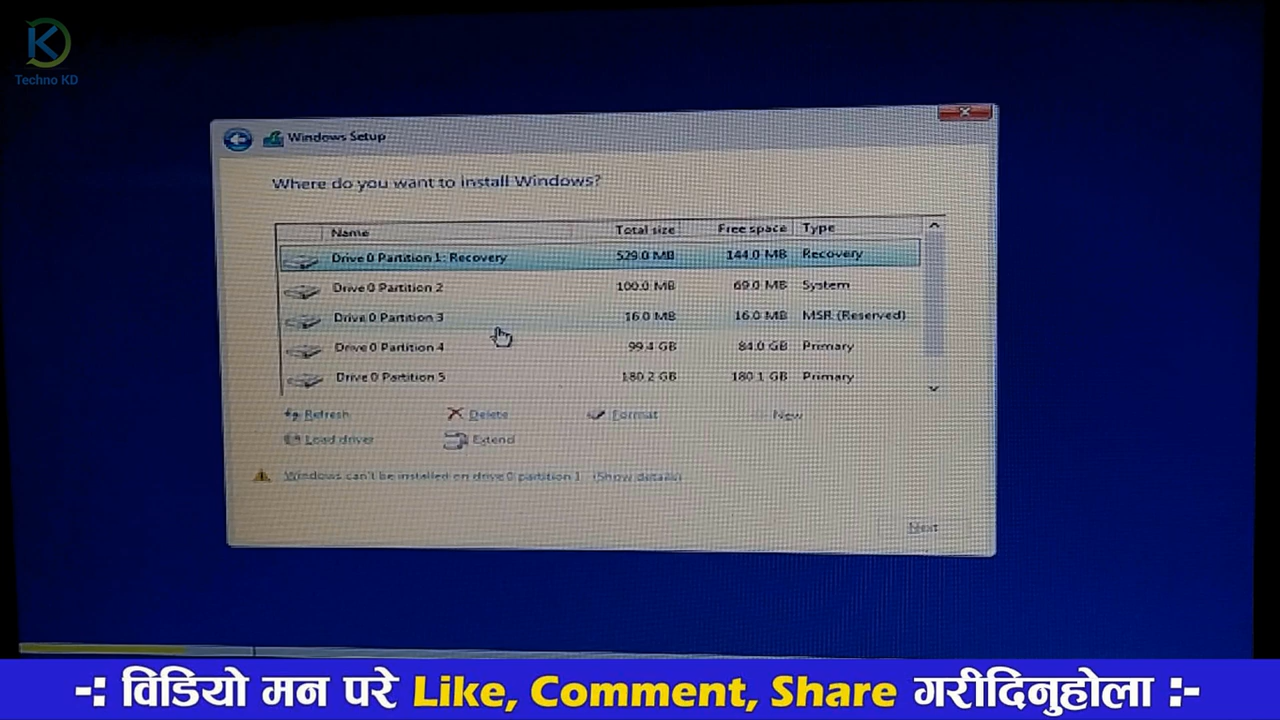 Techno KD
Windows Setup
Where do you want to install Windows?
Name Total size Free space Type
Drive 0 Partition 1: Recovery 529.0 MB 144.0 MB Recovery
Drive 0 Partition 2 100.0 MB 69.0 MB System
Drive 0 Partition 3 16.0 MB 16.0 MB MSR (Reserved)
Drive 0 Partition 4 99.4 GB 84.0 GB Primary
Drive 0 Partition 5 180.2 GB 180.1 GB Primary
Refresh Delete Format New
Load driver Extend
Windows can't be installed on drive 0 partition 1 (Show details)
Next
-: विडियो मन परे Like, Comment, Share गरीदिनुहोला :-